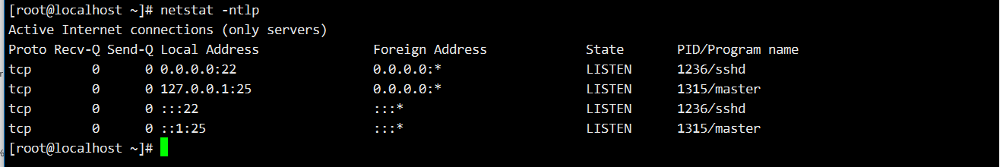 [root@localhost ~]# netstat -ntlp
Active Internet connections (only servers)
Proto Recv-Q Send-Q Local Address           Foreign Address         State       PID/Program name
tcp        0      0 0.0.0.0:22              0.0.0.0:*               LISTEN      1236/sshd
tcp        0      0 127.0.0.1:25            0.0.0.0:*               LISTEN      1315/master
tcp        0      0 :::22                   :::*                    LISTEN      1236/sshd
tcp        0      0 ::1:25                  :::*                    LISTEN      1315/master
[root@localhost ~]#